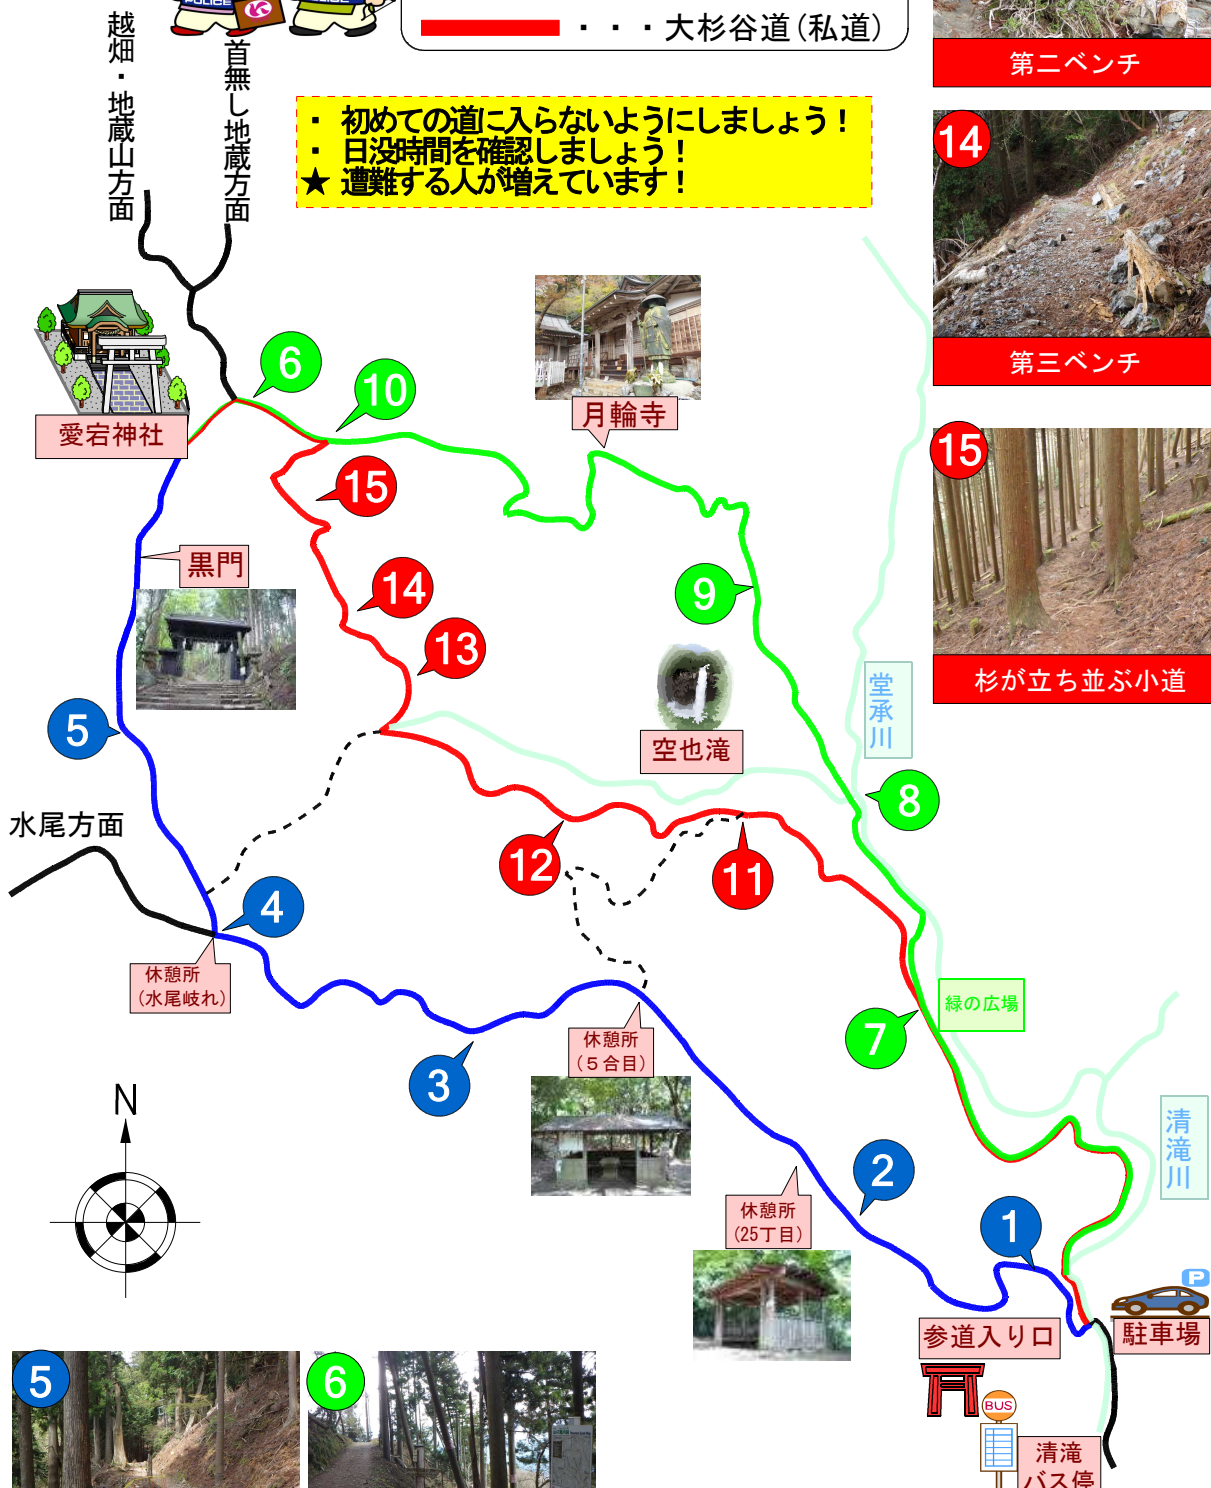 POLICE
・・・大杉谷道(私道)
越畑・地蔵山方面
首無し地蔵方面
・ 初めての道に入らないようにしましょう！
・ 日没時間を確認しましょう！
★ 遭難する人が増えています！
第二ベンチ
14
第三ベンチ
15
杉が立ち並ぶ小道
愛宕神社
6
10
月輪寺
15
黒門
14
13
9
5
空也滝
堂承川
8
水尾方面
12
11
4
休憩所
(水尾岐れ)
緑の広場
7
3
休憩所
(５合目)
N
2
清滝川
休憩所
(25丁目)
1
P
参道入り口
駐車場
BUS
清滝
バス停
5
6